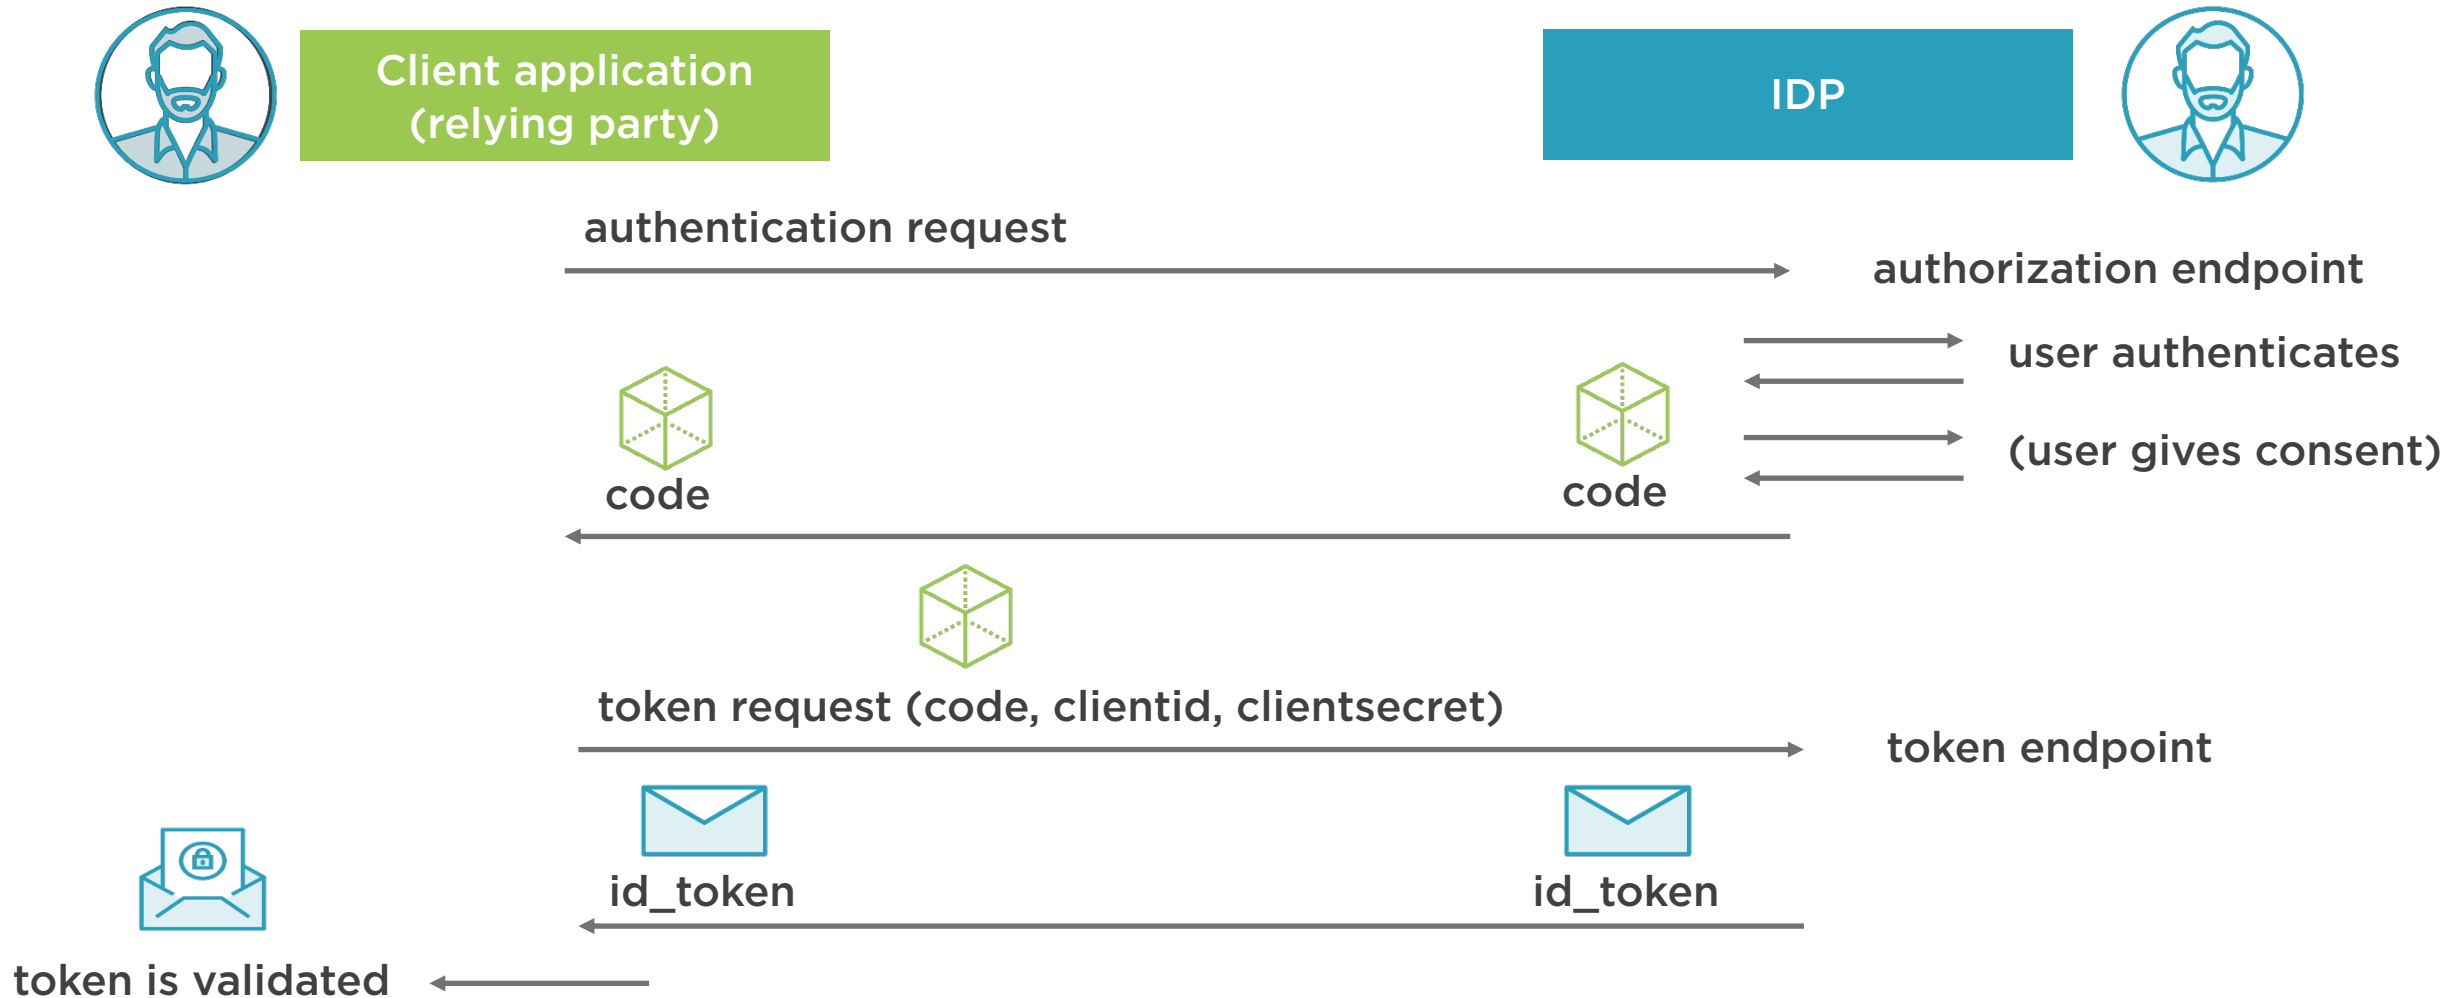 Client application
(relying party)
IDP
authentication request
authorization endpoint
user authenticates
(user gives consent)
code
code
token request (code, clientid, clientsecret)
token endpoint
id_token
id_token
token is validated